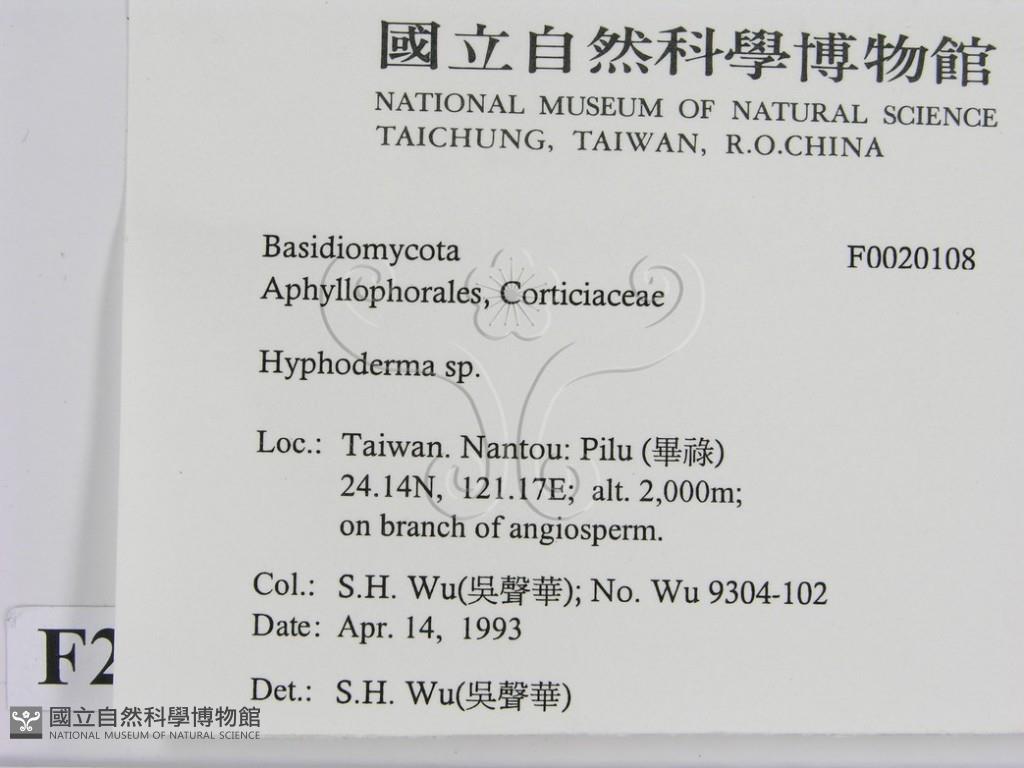 國立自然科學博物館
NATIONAL MUSEUM OF NATURAL SCIENCE
TAICHUNG, TAIWAN, R.O.CHINA
Basidiomycota F0020108
Aphyllophorales, Corticiaceae
Hyphoderma sp.
Loc.: Taiwan. Nantou: Pilu (畢祿)
24.14N, 121.17E; alt. 2,000m;
on branch of angiosperm.
Col.: S.H. Wu(吳聲華); No. Wu 9304-102
Date: Apr. 14, 1993
Det.: S.H. Wu(吳聲華)
F2
國立自然科學博物館
NATIONAL MUSEUM OF NATURAL SCIENCE